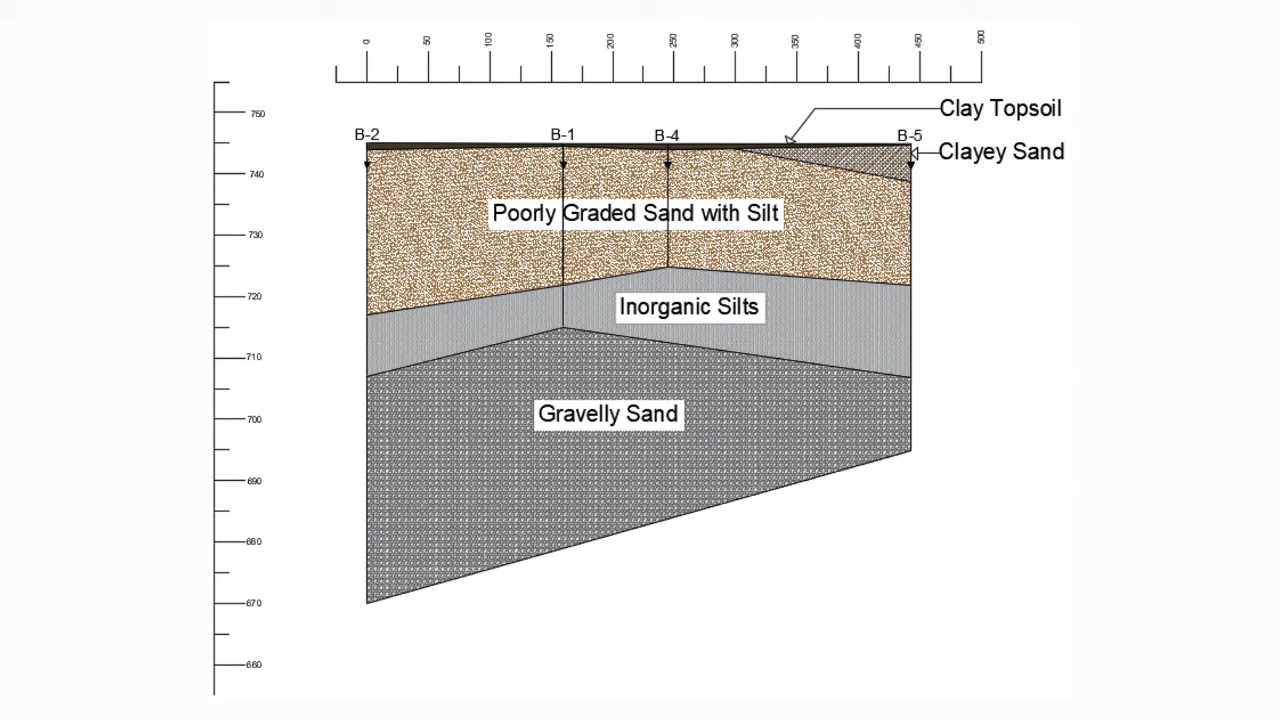 0 50 100 150 200 250 300 350 400 450 500
750
740
730
720
710
700
690
680
670
660
B-2 B-1 B-4 B-5
Clay Topsoil
Clayey Sand
Poorly Graded Sand with Silt
Inorganic Silts
Gravelly Sand